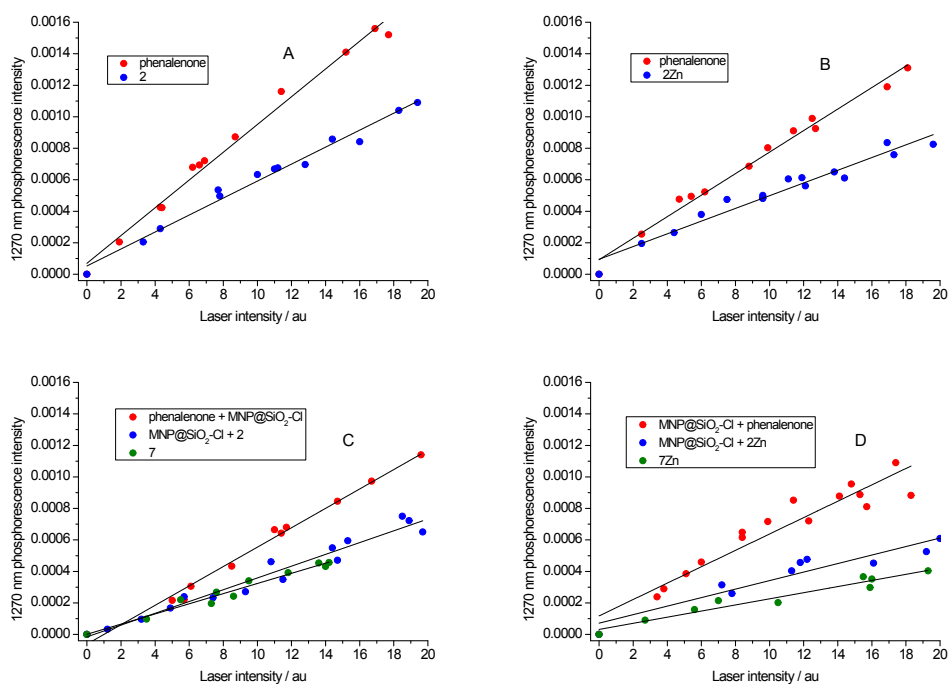 0.0016
0.0014
0.0012
0.0010
0.0008
0.0006
0.0004
0.0002
0.0000
1270 nm phosphorescence intensity
phenalenone
2
A
0 2 4 6 8 10 12 14 16 18 20
Laser intensity / au
0.0016
0.0014
0.0012
0.0010
0.0008
0.0006
0.0004
0.0002
0.0000
1270 nm phosphorescence intensity
phenalenone
2Zn
B
0 2 4 6 8 10 12 14 16 18 20
Laser intensity / au
0.0016
0.0014
0.0012
0.0010
0.0008
0.0006
0.0004
0.0002
0.0000
1270 nm phosphorescence intensity
phenalenone + MNP@SiO2-Cl
MNP@SiO2-Cl + 2
7
C
0 2 4 6 8 10 12 14 16 18 20
Laser intensity / au
0.0016
0.0014
0.0012
0.0010
0.0008
0.0006
0.0004
0.0002
0.0000
1270 nm phosphorescence intensity
MNP@SiO2-Cl + phenalenone
MNP@SiO2-Cl + 2Zn
7Zn
D
0 2 4 6 8 10 12 14 16 18 20
Laser intensity / au